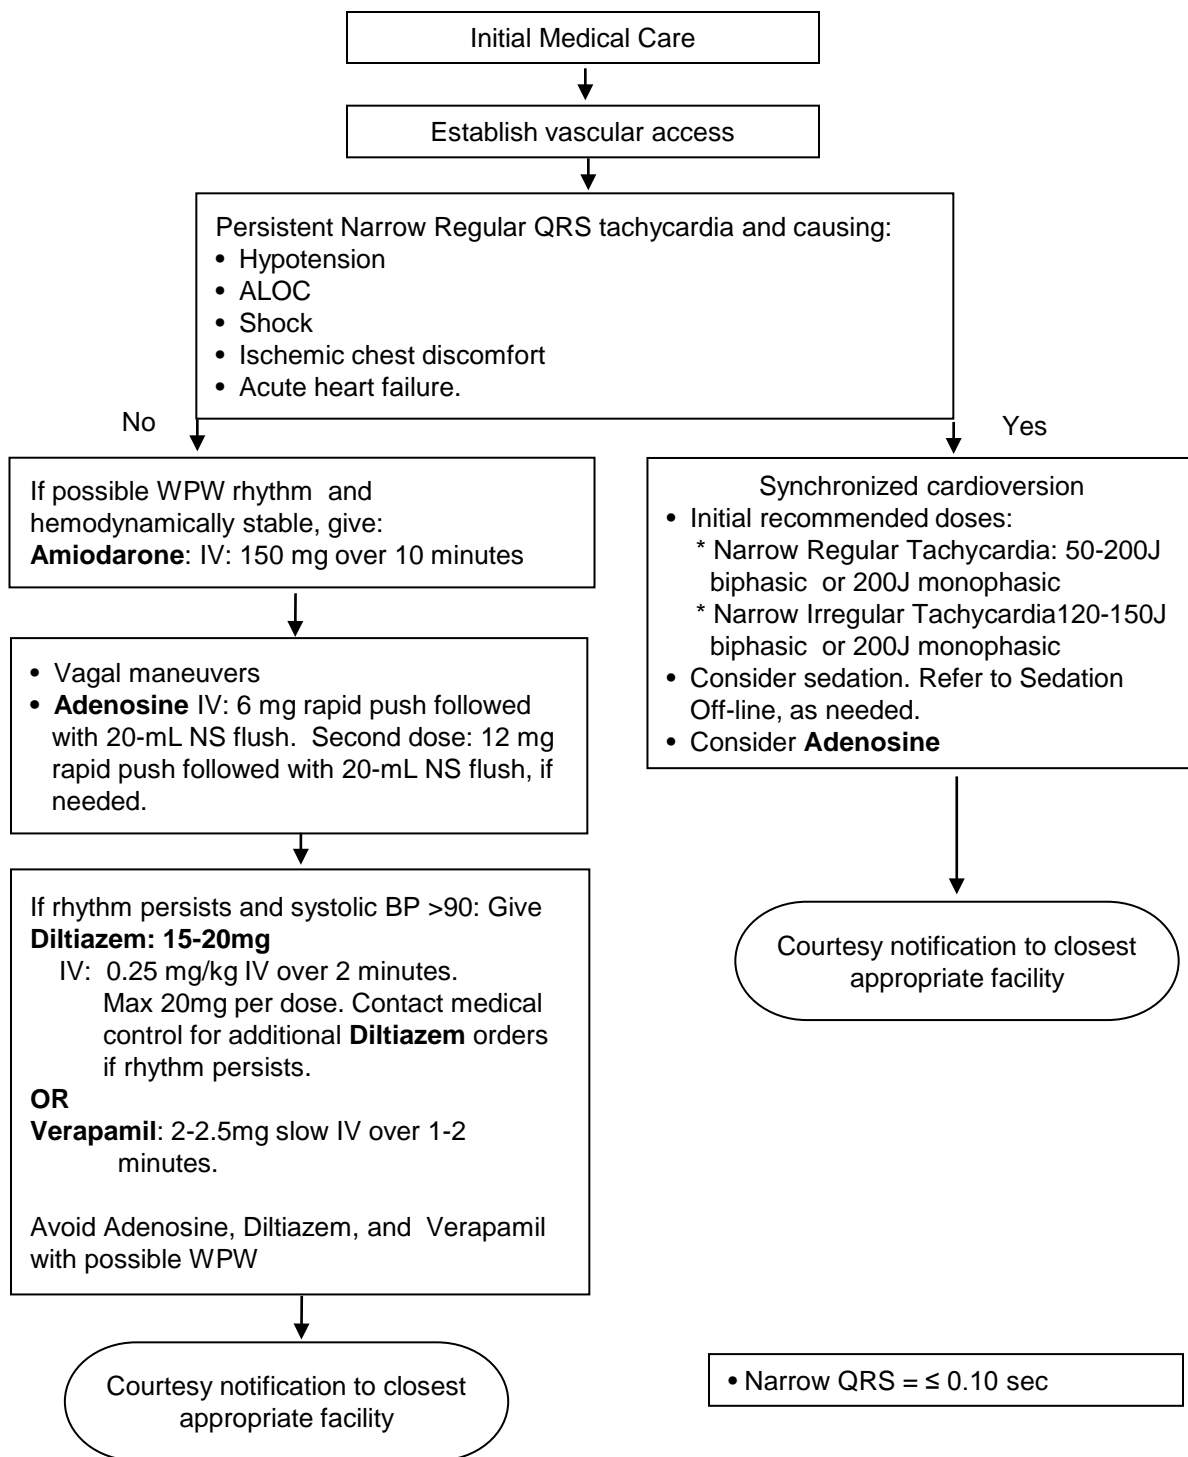 Initial Medical Care
Establish vascular access
Persistent Narrow Regular QRS tachycardia and causing:
• Hypotension
• ALOC
• Shock
• Ischemic chest discomfort
• Acute heart failure.
No
Yes
If possible WPW rhythm and
hemodynamically stable, give:
Amiodarone: IV: 150 mg over 10 minutes
• Vagal maneuvers
• Adenosine IV: 6 mg rapid push followed
with 20-mL NS flush. Second dose: 12 mg
rapid push followed with 20-mL NS flush, if
needed.
If rhythm persists and systolic BP >90: Give
Diltiazem: 15-20mg
IV: 0.25 mg/kg IV over 2 minutes.
Max 20mg per dose. Contact medical
control for additional Diltiazem orders
if rhythm persists.
OR
Verapamil: 2-2.5mg slow IV over 1-2
minutes.
Avoid Adenosine, Diltiazem, and Verapamil
with possible WPW
Courtesy notification to closest
appropriate facility
Synchronized cardioversion
• Initial recommended doses:
* Narrow Regular Tachycardia: 50-200J
biphasic or 200J monophasic
* Narrow Irregular Tachycardia120-150J
biphasic or 200J monophasic
• Consider sedation. Refer to Sedation
Off-line, as needed.
• Consider Adenosine
Courtesy notification to closest
appropriate facility
• Narrow QRS = ≤ 0.10 sec